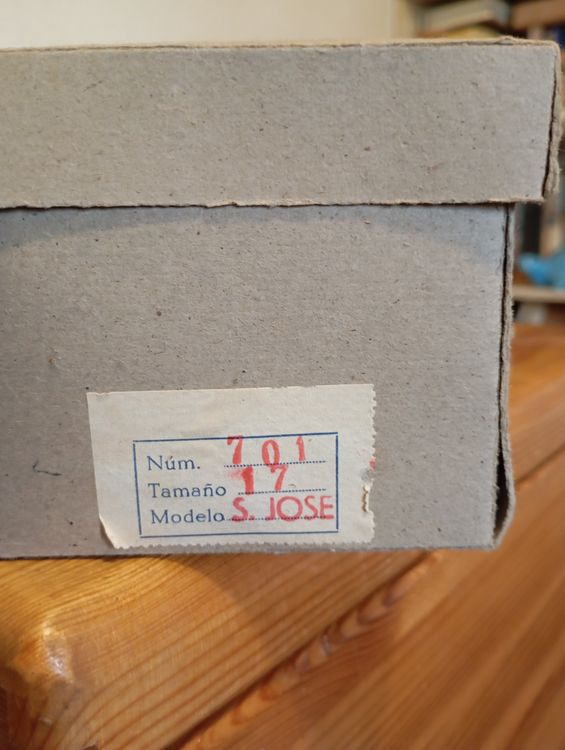 Núm. 701
Tamaño 17
Modelo S. JOSE